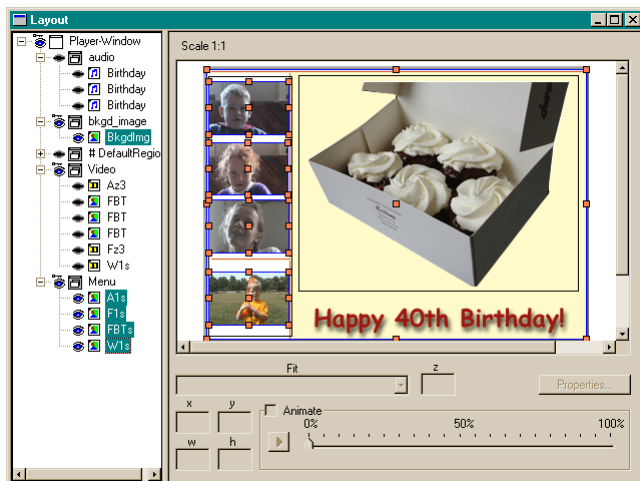 Layout
Player-Window
audio
Birthday
Birthday
Birthday
bkgd_image
BkgdImg
# DefaultRegio
Video
Az3
FBT
FBT
FBT
Fz3
W1s
Menu
A1s
F1s
FBTs
W1s
Scale 1:1
Happy 40th Birthday!
Fit
z
Properties...
x y
w h
Animate
0% 50% 100%